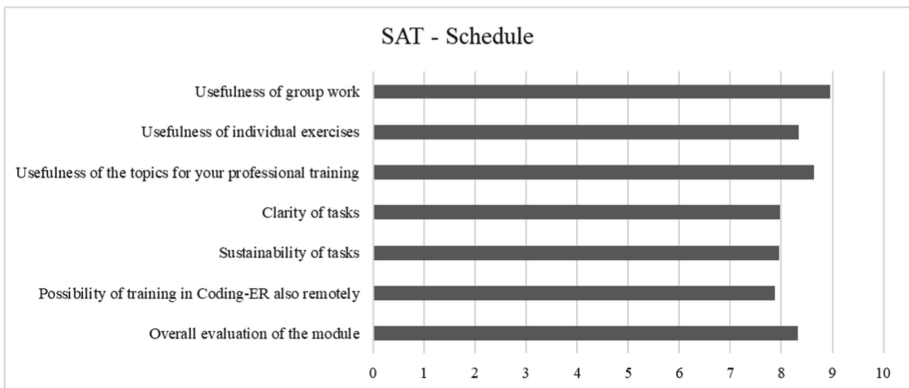 SAT - Schedule
Usefulness of group work
Usefulness of individual exercises
Usefulness of the topics for your professional training
Clarity of tasks
Sustainability of tasks
Possibility of training in Coding-ER also remotely
Overall evaluation of the module
0 1 2 3 4 5 6 7 8 9 10